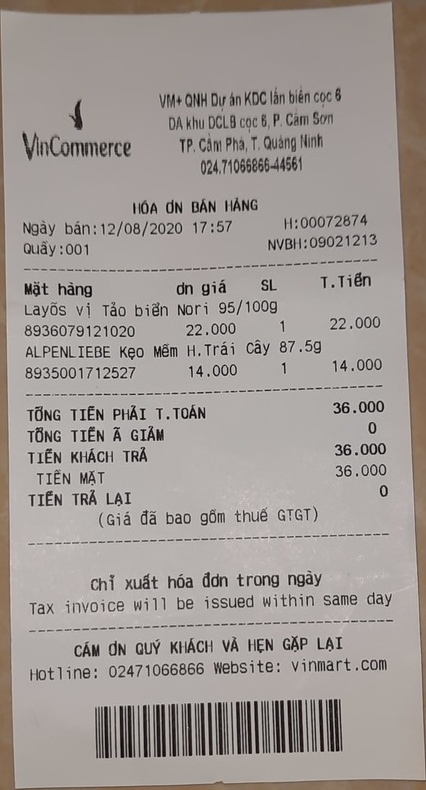 VinCommerce
VM+ QNH Dự án KDC lấn biển cọc 6
DA khu DCLB cọc 6, P. Cẩm Sơn
TP. Cẩm Phả, T. Quảng Ninh
024.71066866-44561
HÓA ƠN BÁN HÀNG
Ngày bán:12/08/2020 17:57 H:00072874
Quầy:001 NVBH:09021213
Mặt hàng ơn giá SL T.Tiền
Layõs vị Tảo biển Nori 95/100g
8936079121020 22.000 1 22.000
ALPENLIEBE Kẹo Mềm H.Trái Cây 87.5g
8935001712527 14.000 1 14.000
TỔNG TIỀN PHẢI T.TOÁN 36.000
TỔNG TIỀN Ã GIẢM 0
TIỀN KHÁCH TRẢ 36.000
TIỀN MẶT 36.000
TIỀN TRẢ LẠI 0
(Giá đã bao gồm thuế GTGT)
Chỉ xuất hóa đơn trong ngày
Tax invoice will be issued within same day
CẢM ƠN QUÝ KHÁCH VÀ HẸN GẶP LẠI
Hotline: 02471066866 Website: vinmart.com